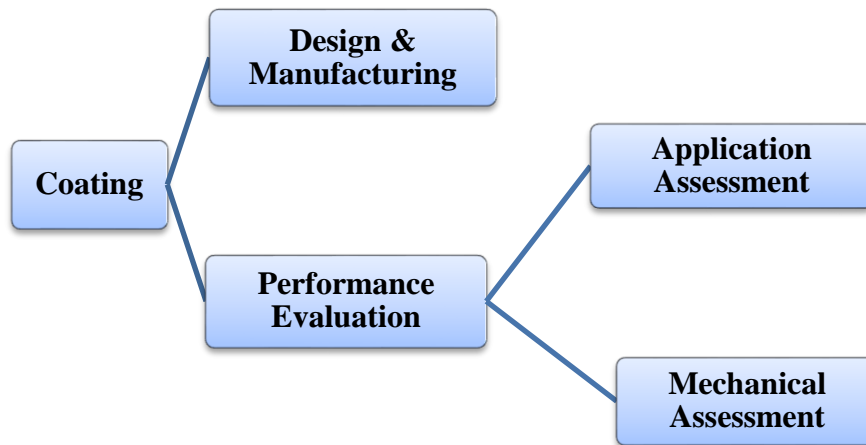 Design &
Manufacturing
Coating
Application
Assessment
Performance
Evaluation
Mechanical
Assessment